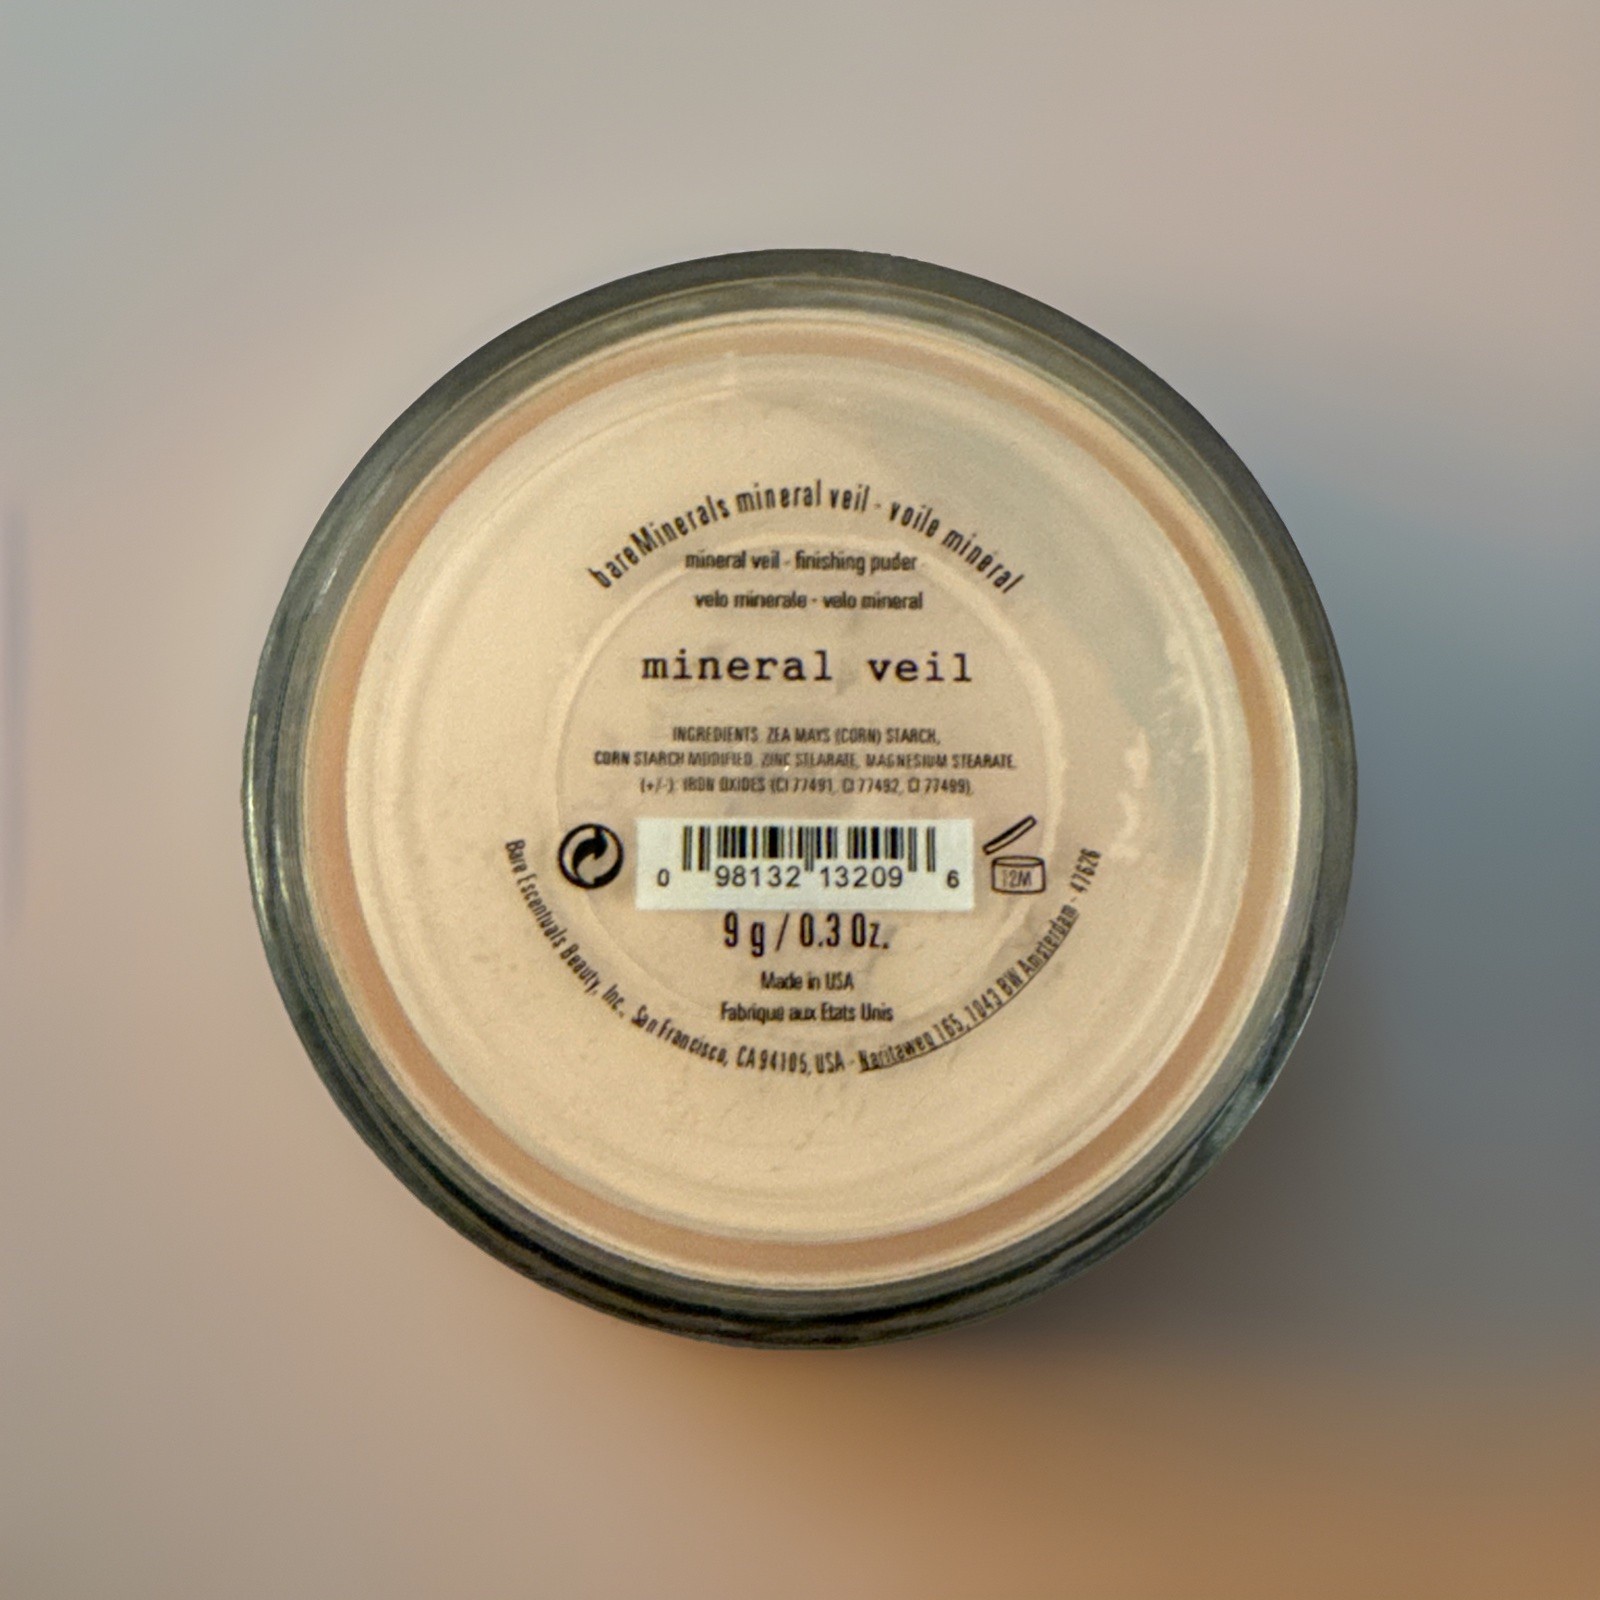 bareMinerals mineral veil - voile minéral
mineral veil - finishing puder
velo minerale - velo mineral
mineral veil
INGREDIENTS: ZEA MAYS (CORN) STARCH,
CORN STARCH MODIFIED, ZINC STEARATE, MAGNESIUM STEARATE.
(+/-): IRON OXIDES (CI 77491, CI 77492, CI 77499).
0 98132 13209 6
12M
9 g / 0.3 Oz.
Made in USA
Fabrique aux Etats Unis
Bare Escentuals Beauty, Inc., San Francisco, CA 94105, USA - Naritaweg 165, 1043 BW Amsterdam - 47626